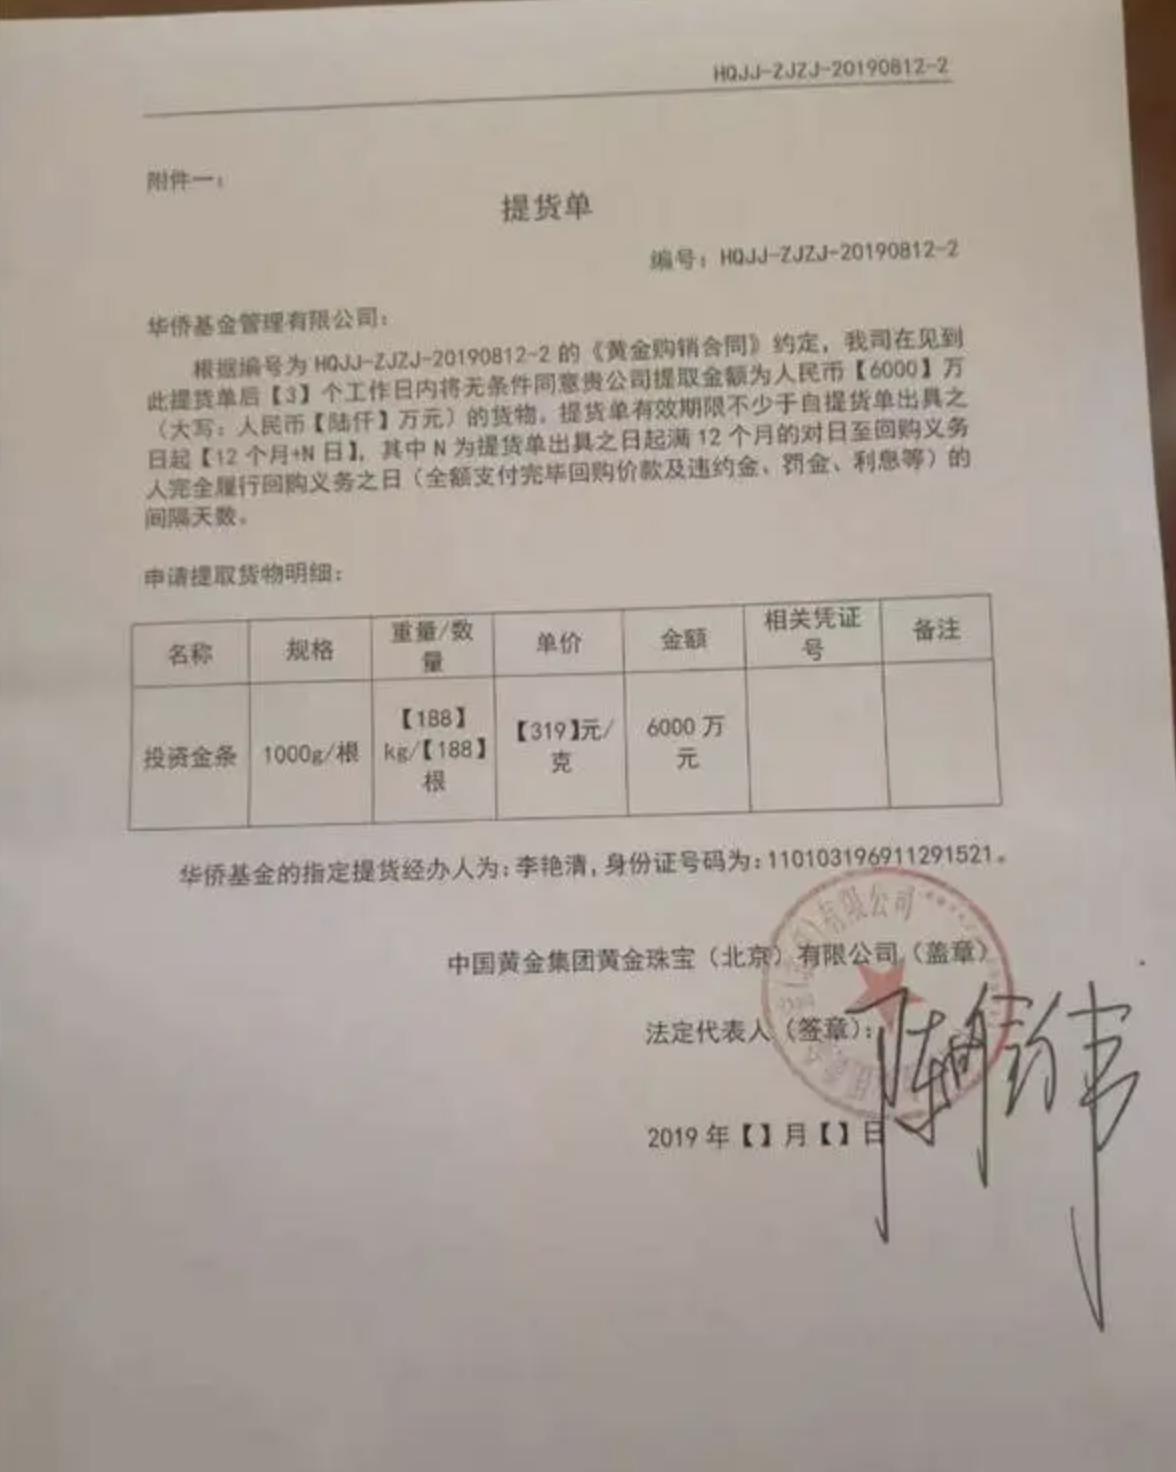 HQJJ-ZJZJ-20190812-2
附件一：
提货单
编号：HQJJ-ZJZJ-20190812-2
华侨基金管理有限公司：
根据编号为 HQJJ-ZJZJ-20190812-2 的《黄金购销合同》约定，我司在见到
此提货单后【3】个工作日内将无条件同意贵公司提取金额为人民币【6000】万
（大写：人民币【陆仟】万元）的货物。提货单有效期限不少于自提货单出具之
日起【12 个月+N 日】，其中 N 为提货单出具之日起满 12 个月的对日至回购义务
人完全履行回购义务之日（全额支付完毕回购价款及违约金、罚金、利息等）的
间隔天数。
申请提取货物明细：
名称 规格 重量/数量 单价 金额 相关凭证号 备注
投资金条 1000g/根 【188】kg/【188】根 【319】元/克 6000 万元
华侨基金的指定提货经办人为：李艳清，身份证号码为：110103196911291521。
中国黄金集团黄金珠宝（北京）有限公司（盖章）
法定代表人（签章）：
2019 年【】月【】日
有限公司